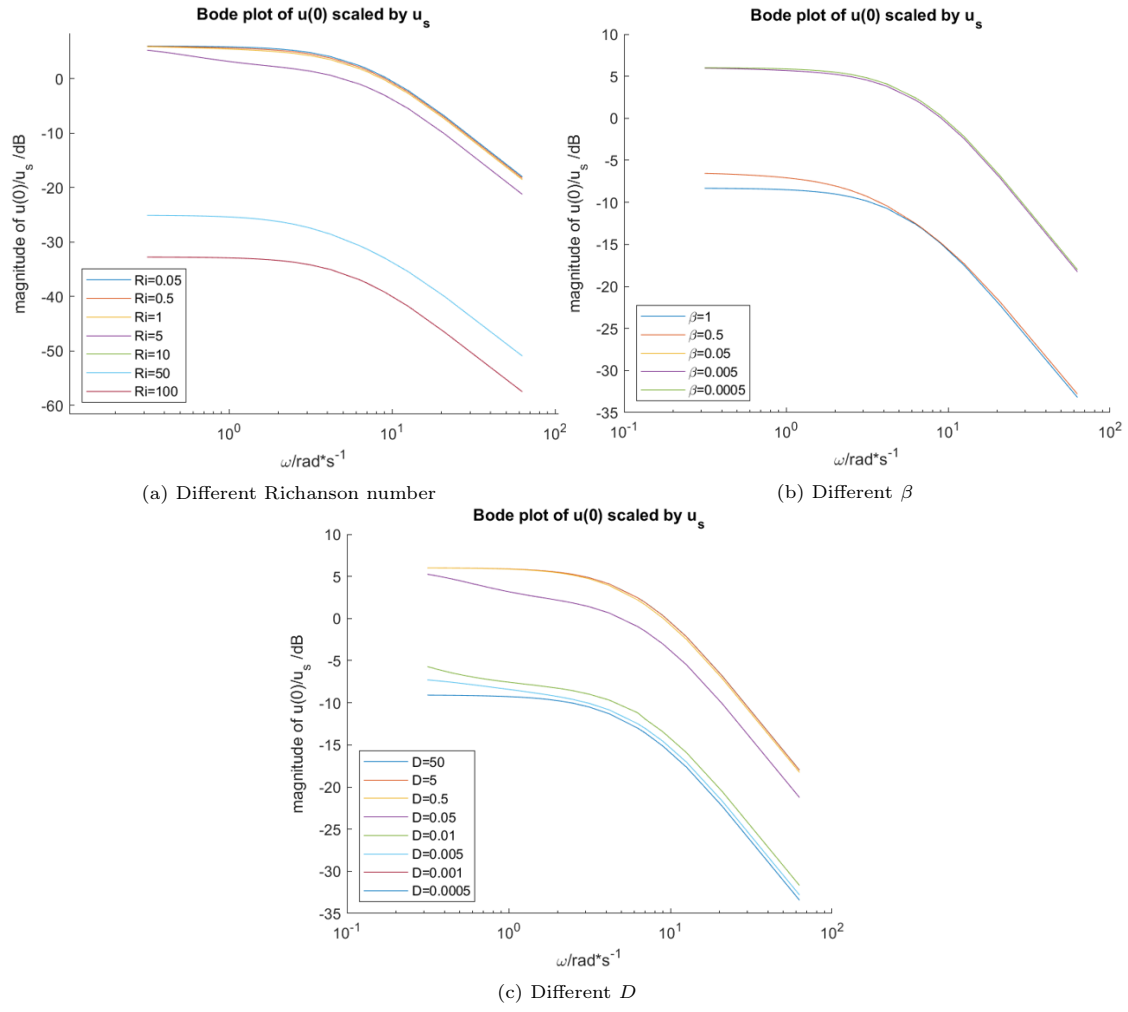 Bode plot of u(0) scaled by u_s
magnitude of u(0)/u_s /dB
0
-10
-20
-30
-40
-50
-60
Ri=0.05
Ri=0.5
Ri=1
Ri=5
Ri=10
Ri=50
Ri=100
10^0
10^1
10^2
ω/rad*s^-1
(a) Different Richanson number
Bode plot of u(0) scaled by u_s
magnitude of u(0)/u_s /dB
10
5
0
-5
-10
-15
-20
-25
-30
-35
β=1
β=0.5
β=0.05
β=0.005
β=0.0005
10^-1
10^0
10^1
10^2
ω/rad*s^-1
(b) Different β
Bode plot of u(0) scaled by u_s
magnitude of u(0)/u_s /dB
10
5
0
-5
-10
-15
-20
-25
-30
-35
D=50
D=5
D=0.5
D=0.05
D=0.01
D=0.005
D=0.001
D=0.0005
10^-1
10^0
10^1
10^2
ω/rad*s^-1
(c) Different D